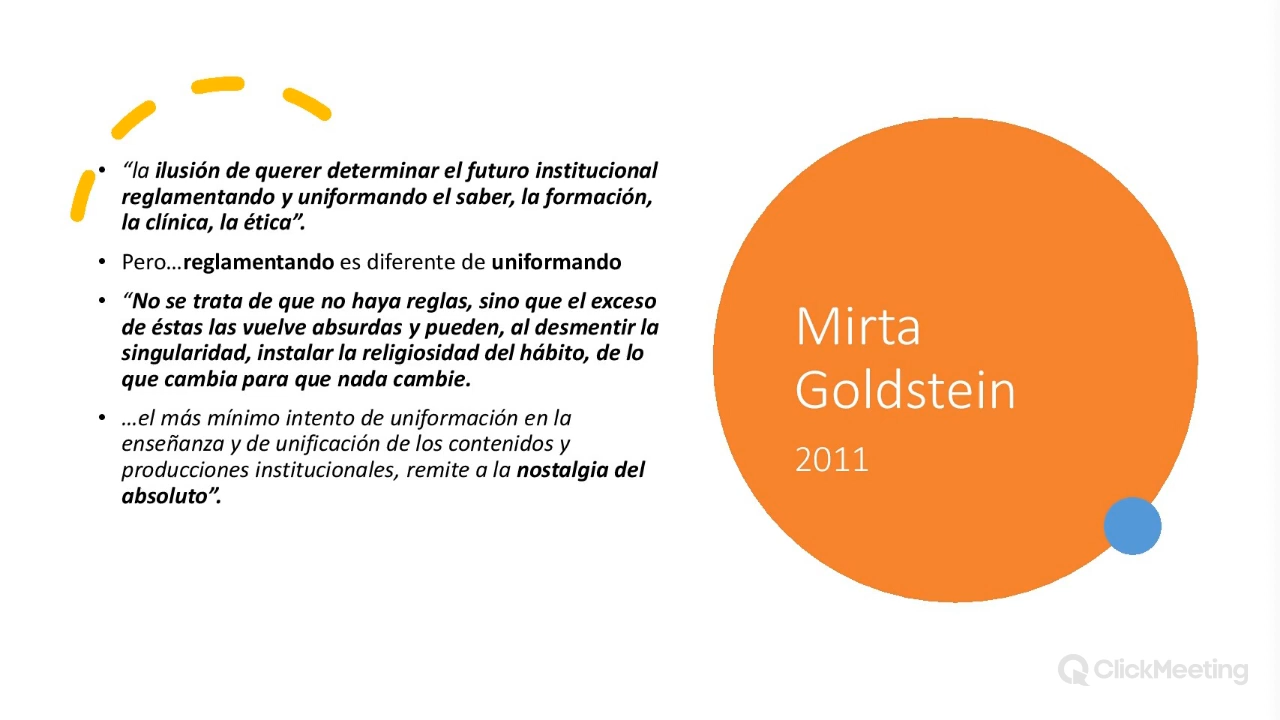 • “la ilusión de querer determinar el futuro institucional
reglamentando y uniformando el saber, la formación,
la clínica, la ética”.
• Pero…reglamentando es diferente de uniformando
• “No se trata de que no haya reglas, sino que el exceso
de éstas las vuelve absurdas y pueden, al desmentir la
singularidad, instalar la religiosidad del hábito, de lo
que cambia para que nada cambie.
• …el más mínimo intento de uniformación en la
enseñanza y de unificación de los contenidos y
producciones institucionales, remite a la nostalgia del
absoluto”.
Mirta
Goldstein
2011
ClickMeeting